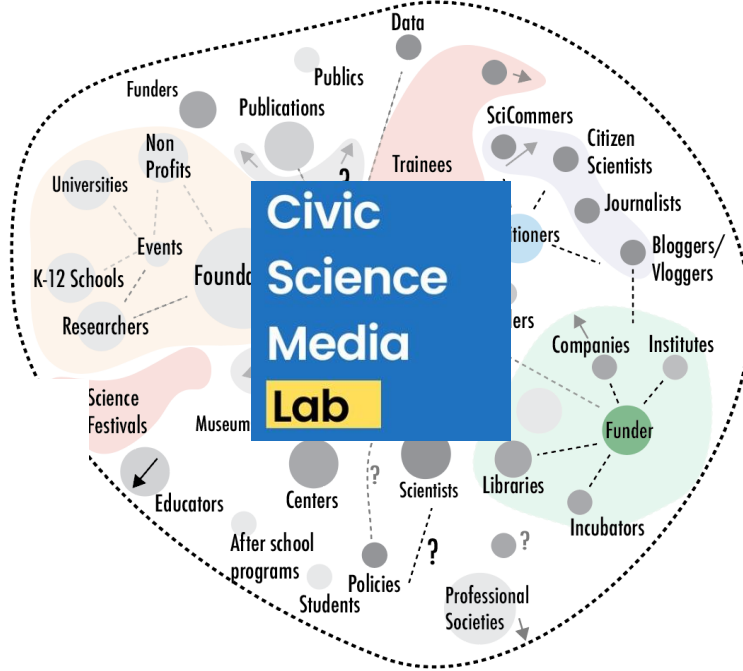 Data
Publics
Funders
Publications
SciCommers
Non
Profits
Citizen
Scientists
Trainees
Universities
?
Journalists
Civic
Science
Media
Lab
Events
Bloggers/
Vloggers
K-12 Schools
Researchers
Companies
Institutes
Science
Festivals
Funder
Educators
Centers
?
Scientists
Libraries
Incubators
After school
programs
?
?
Policies
Students
Professional
Societies